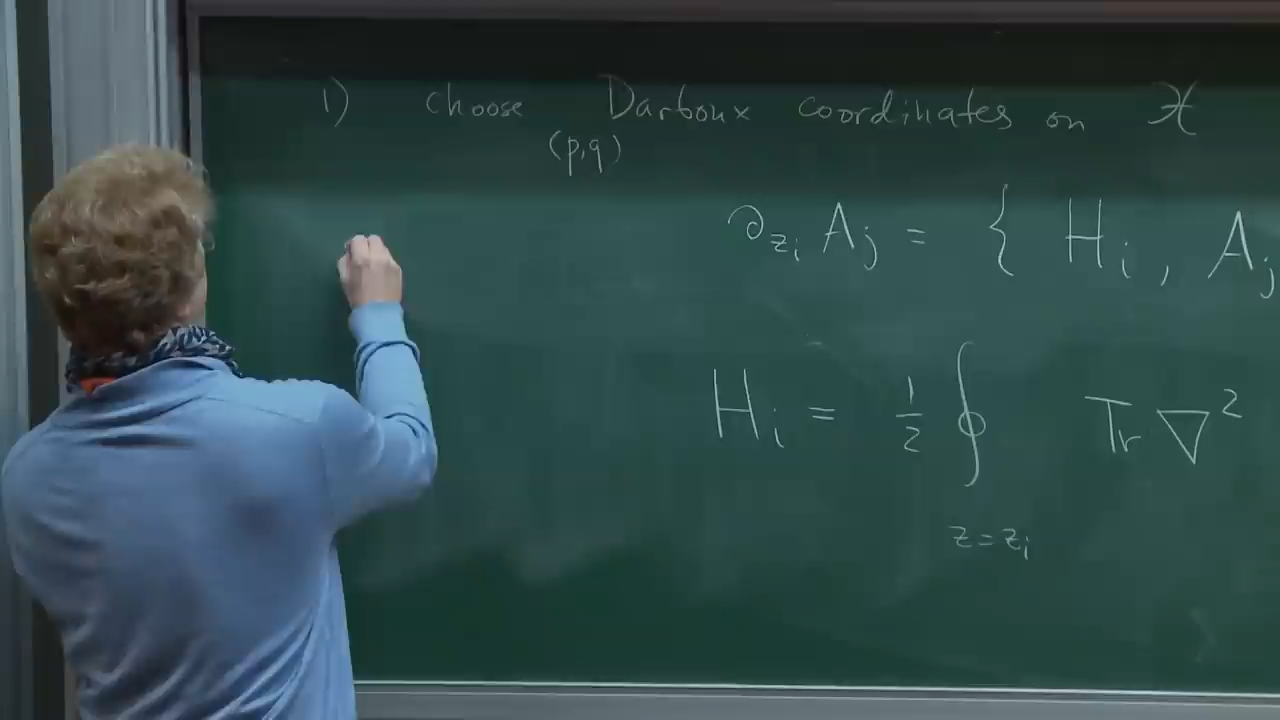 1) choose Darboux coordinates on ℋ
(p,q)
∂_{z_i} A_j = { H_i , A_j
H_i = 1/2 ∮_{z=z_i} Tr ∇²